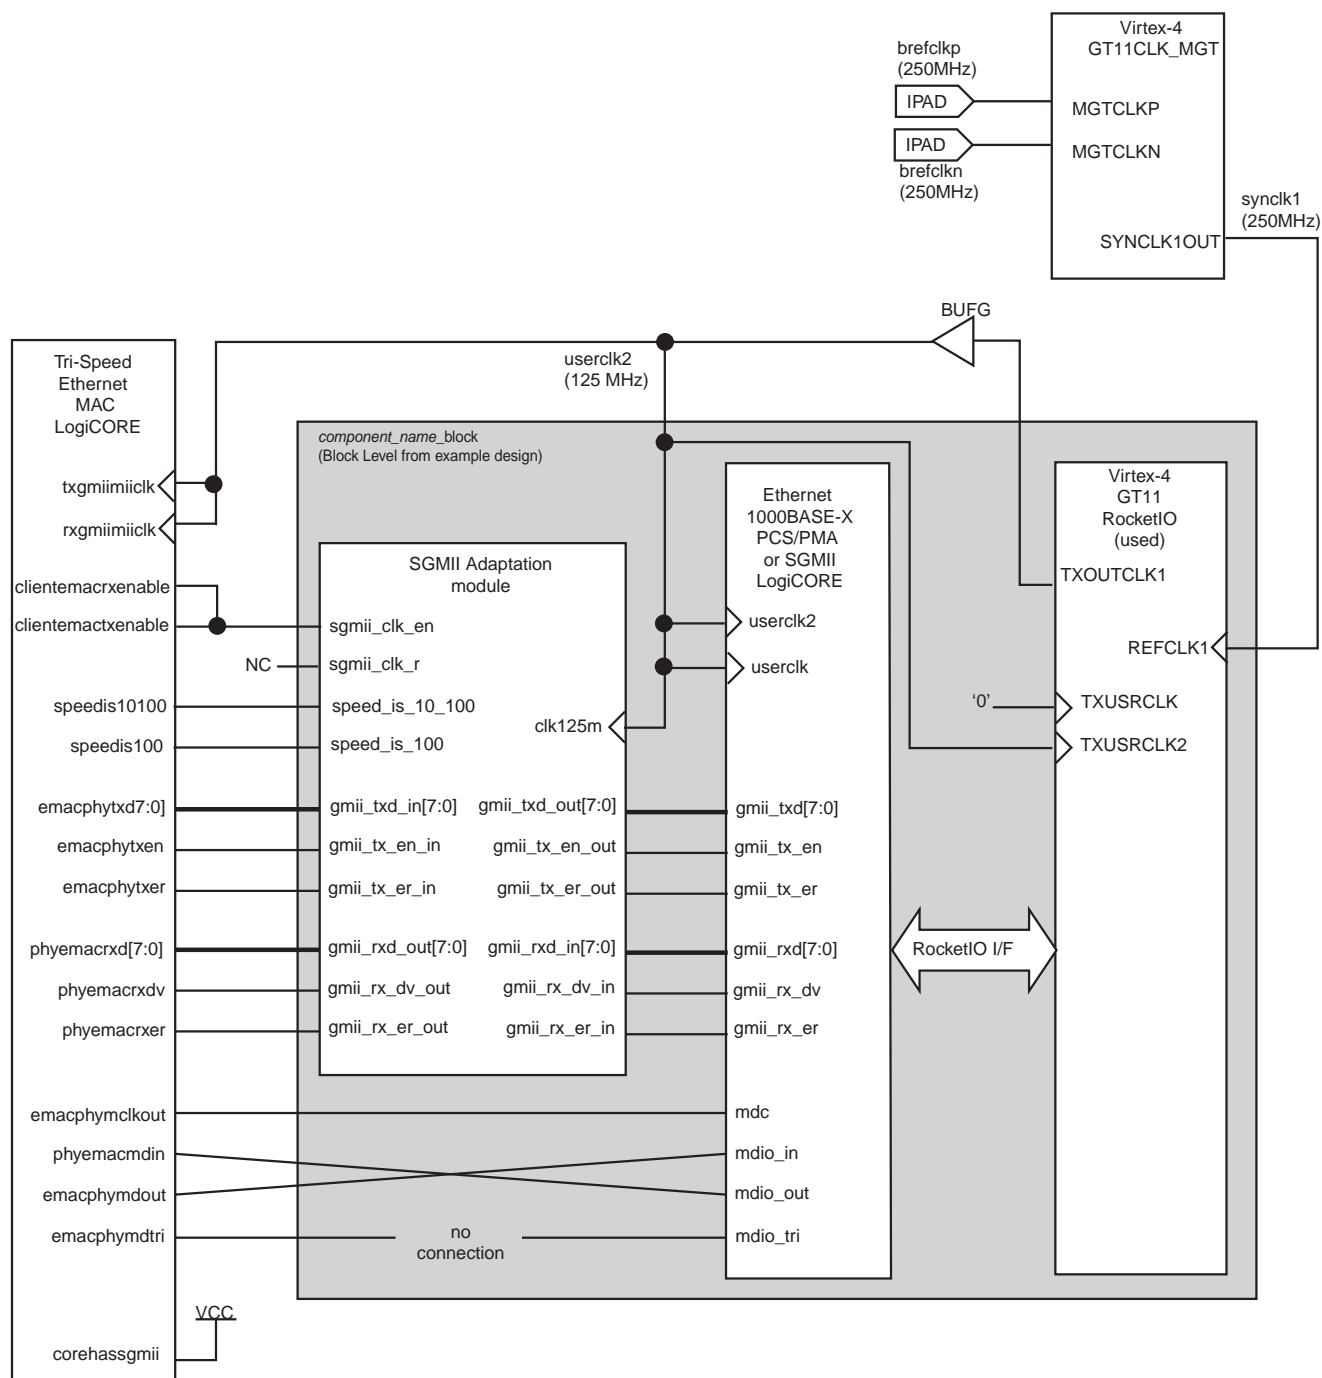 Virtex-4
GT11CLK_MGT
brefclkp
(250MHz)
IPAD
MGTCLKP
IPAD
MGTCLKN
brefclkn
(250MHz)
synclk1
(250MHz)
SYNCLK1OUT
BUFG
userclk2
(125 MHz)
Tri-Speed
Ethernet
MAC
LogiCORE
txgmiimiiclk
rxgmiimiiclk
clientemacrxenable
clientemactxenable
NC
speedis10100
speedis100
emacphytxd7:0]
emacphytxen
emacphytxer
phyemacrxd[7:0]
phyemacrxdv
phyemacrxer
emacphymclkout
phyemacmdin
emacphymdout
emacphymdtri
VCC
corehassgmii
component_name_block
(Block Level from example design)
SGMII Adaptation
module
sgmii_clk_en
sgmii_clk_r
speed_is_10_100
clk125m
speed_is_100
gmii_txd_in[7:0]
gmii_txd_out[7:0]
gmii_tx_en_in
gmii_tx_en_out
gmii_tx_er_in
gmii_tx_er_out
gmii_rxd_out[7:0]
gmii_rxd_in[7:0]
gmii_rx_dv_out
gmii_rx_dv_in
gmii_rx_er_out
gmii_rx_er_in
no
connection
Ethernet
1000BASE-X
PCS/PMA
or SGMII
LogiCORE
userclk2
userclk
gmii_txd[7:0]
gmii_tx_en
gmii_tx_er
gmii_rxd[7:0]
gmii_rx_dv
gmii_rx_er
mdc
mdio_in
mdio_out
mdio_tri
RocketIO I/F
Virtex-4
GT11
RocketIO
(used)
TXOUTCLK1
REFCLK1
‘0’
TXUSRCLK
TXUSRCLK2